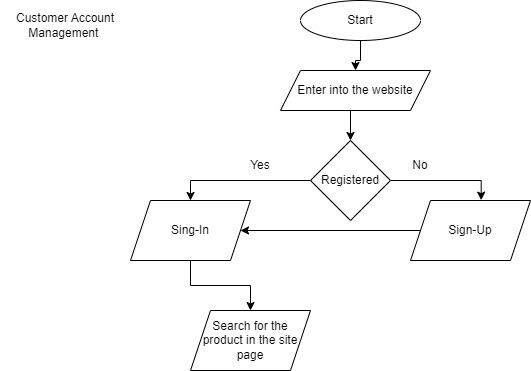 Customer Account
Management
Start
Enter into the website
Registered
Yes
No
Sing-In
Sign-Up
Search for the
product in the site
page